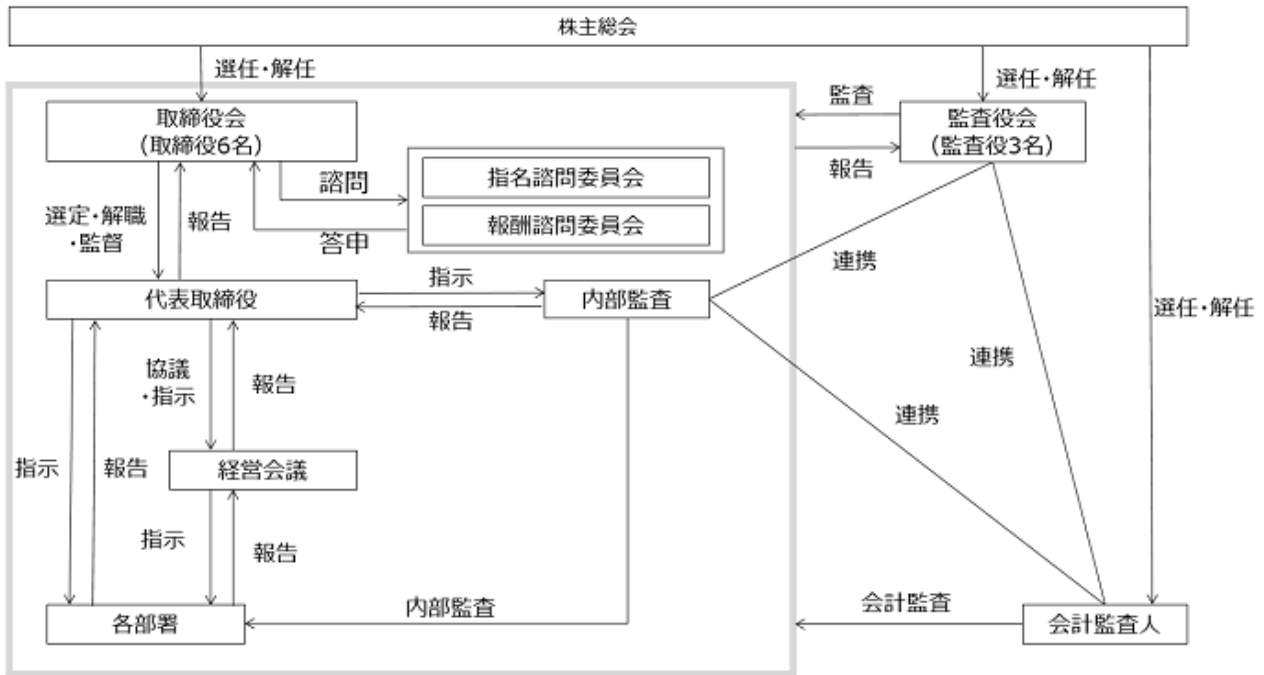 株主総会
選任・解任
選任・解任
監査
取締役会
（取締役6名）
監査役会
（監査役3名）
報告
諮問
指名諮問委員会
報酬諮問委員会
答申
選定・解職
・監督
報告
連携
代表取締役
指示
報告
内部監査
選任・解任
協議
・指示
報告
連携
連携
指示
報告
経営会議
指示
報告
内部監査
会計監査
各部署
会計監査人